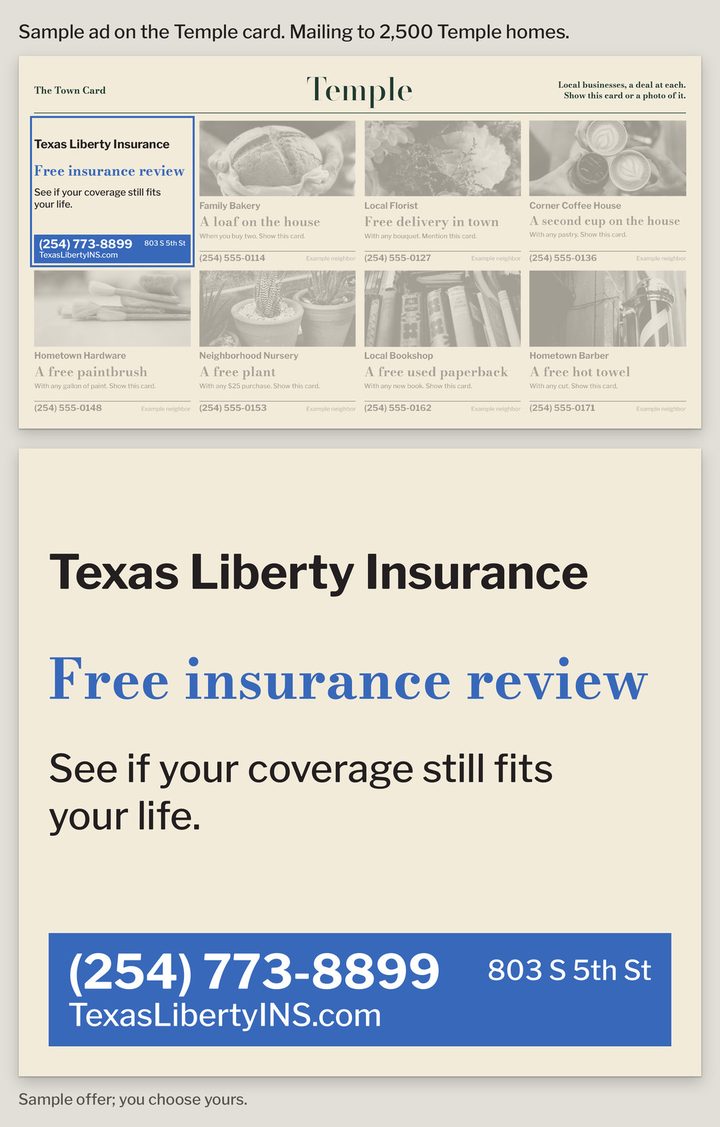 Sample ad on the Temple card. Mailing to 2,500 Temple homes.
The Town Card
Temple
Local businesses, a deal at each.
Show this card or a photo of it.
Texas Liberty Insurance
Free insurance review
See if your coverage still fits
your life.
(254) 773-8899
803 S 5th St
TexasLibertyINS.com
Family Bakery
A loaf on the house
When you buy two. Show this card.
(254) 555-0114
Example neighbor
Local Florist
Free delivery in town
With any bouquet. Mention this card.
(254) 555-0127
Example neighbor
Corner Coffee House
A second cup on the house
With any pastry. Show this card.
(254) 555-0136
Example neighbor
Hometown Hardware
A free paintbrush
With any gallon of paint. Show this card.
(254) 555-0148
Example neighbor
Neighborhood Nursery
A free plant
With any $25 purchase. Show this card.
(254) 555-0153
Example neighbor
Local Bookshop
A free used paperback
With any new book. Show this card.
(254) 555-0162
Example neighbor
Hometown Barber
A free hot towel
With any cut. Show this card.
(254) 555-0171
Example neighbor
Texas Liberty Insurance
Free insurance review
See if your coverage still fits
your life.
(254) 773-8899
803 S 5th St
TexasLibertyINS.com
Sample offer; you choose yours.